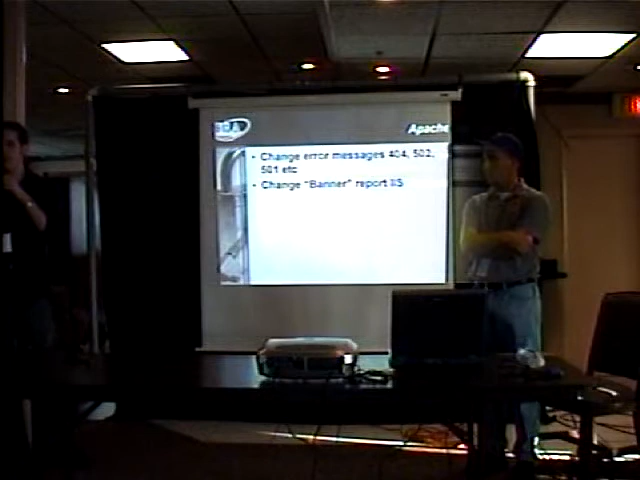 Apache
• Change error messages 404, 502,
501 etc
• Change "Banner" report IIS